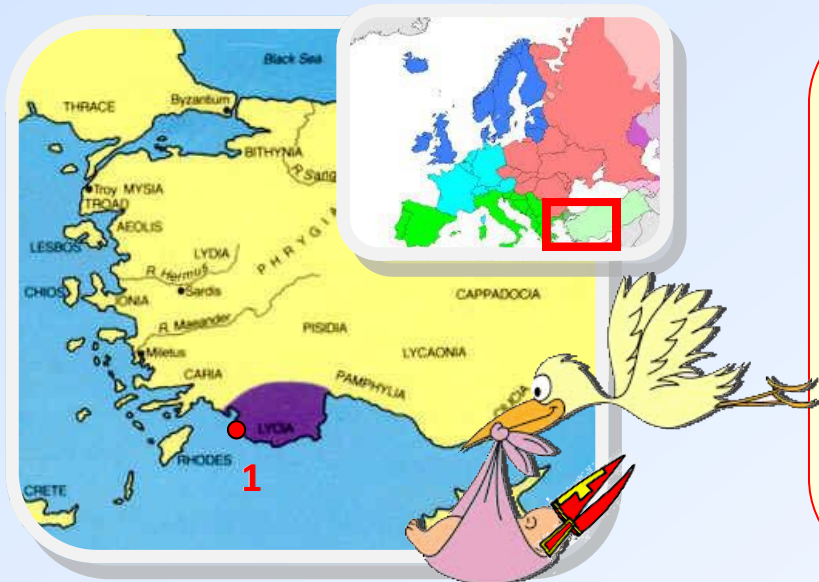 Black Sea
THRACE
Byzantium
BITHYNIA
R Sang
Troy MYSIA
TROAD
AEOLIS
PHRYGIA
LESBOS
LYDIA
R. Hermus
CHIOS
IONIA
Sardis
CAPPADOCIA
R. Maeander
PISIDIA
Miletus
LYCAONIA
CARIA
PAMPHYLIA
LYCIA
RHODES
1
CRETE